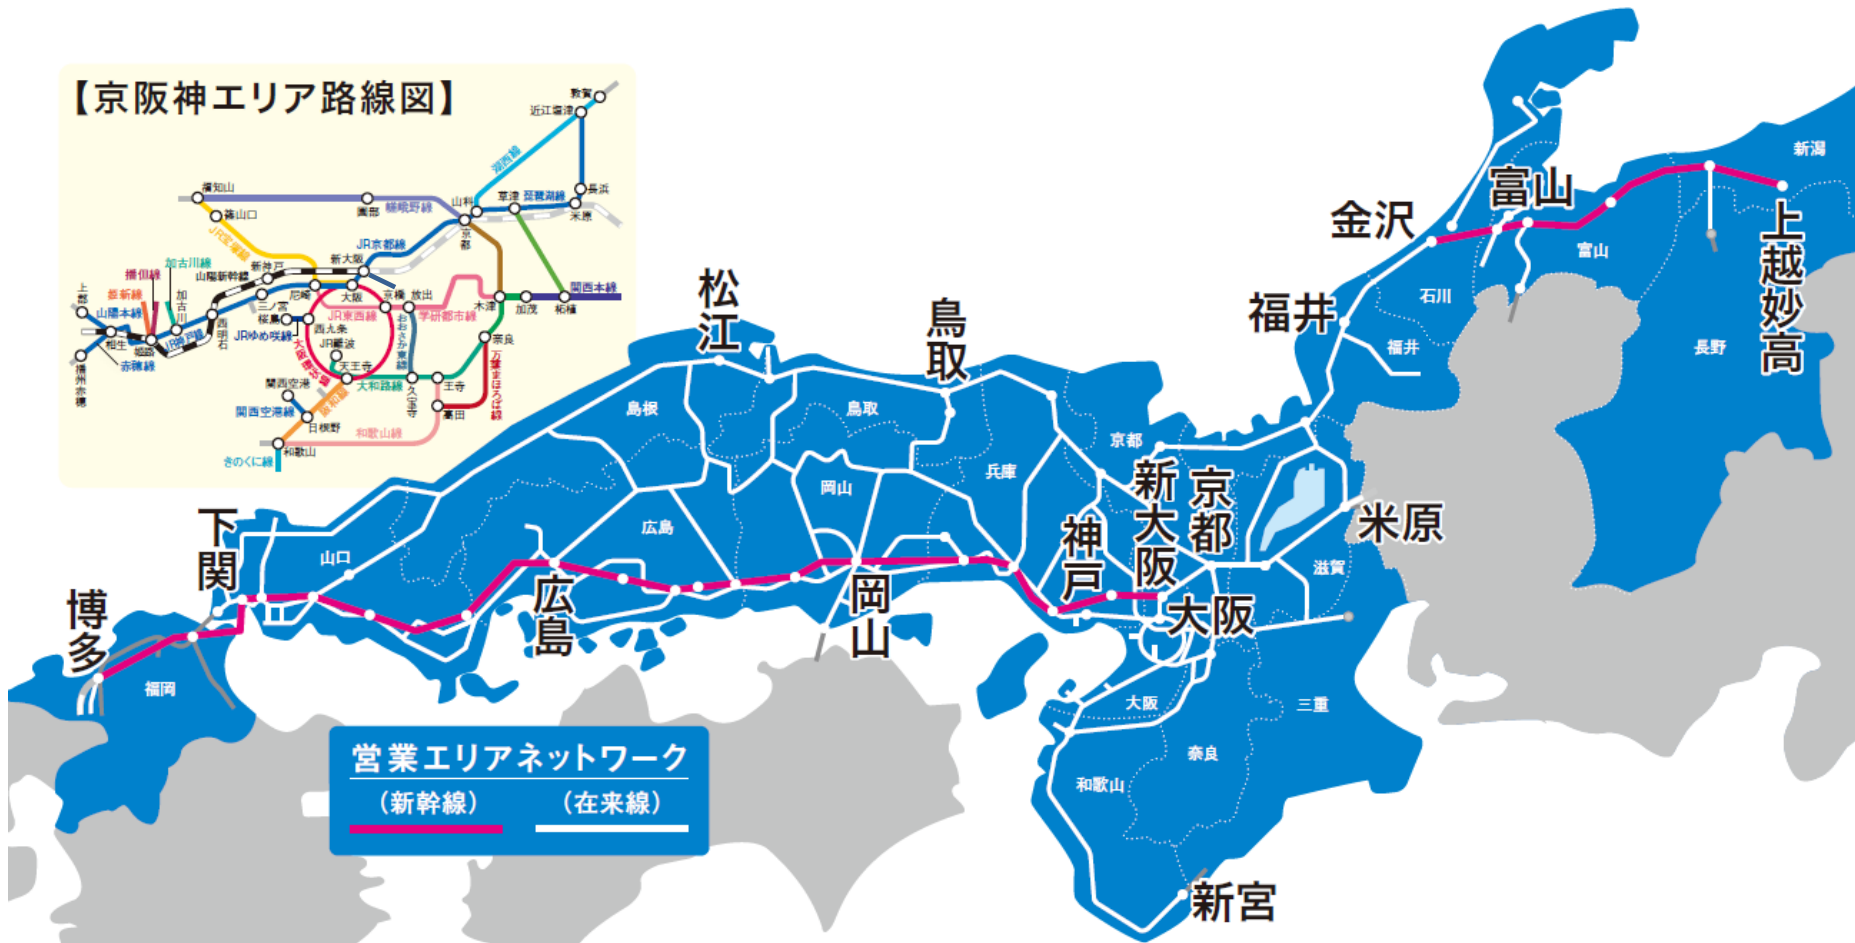 【京阪神エリア路線図】
敦賀
近江塩津
湖西線
長浜
福知山
園部
嵯峨野線
山科
草津
琵琶湖線
米原
篠山口
京都
JR宝塚線
JR京都線
新大阪
新神戸
山陽新幹線
加古川線
播但線
姫新線
上郡
山陽本線
加古川
三ノ宮
尼崎
大阪
京橋
放出
木津
加茂
柘植
関西本線
桜島
JR東西線
学研都市線
西九条
JRゆめ咲線
JR神戸線
西明石
相生
姫路
赤穂線
播州赤穂
JR難波
大阪環状線
おおさか東線
奈良
万葉まほろば線
天王寺
大和路線
久宝寺
王寺
関西空港
関西空港線
阪和線
高田
日根野
和歌山線
和歌山
きのくに線
新潟
上越妙高
富山
金沢
富山
石川
福井
福井
長野
松江
鳥取
島根
鳥取
京都
兵庫
岡山
広島
新大阪
京都
神戸
米原
滋賀
大阪
下関
山口
博多
福岡
広島
岡山
大阪
三重
奈良
和歌山
新宮
営業エリアネットワーク
(新幹線) (在来線)